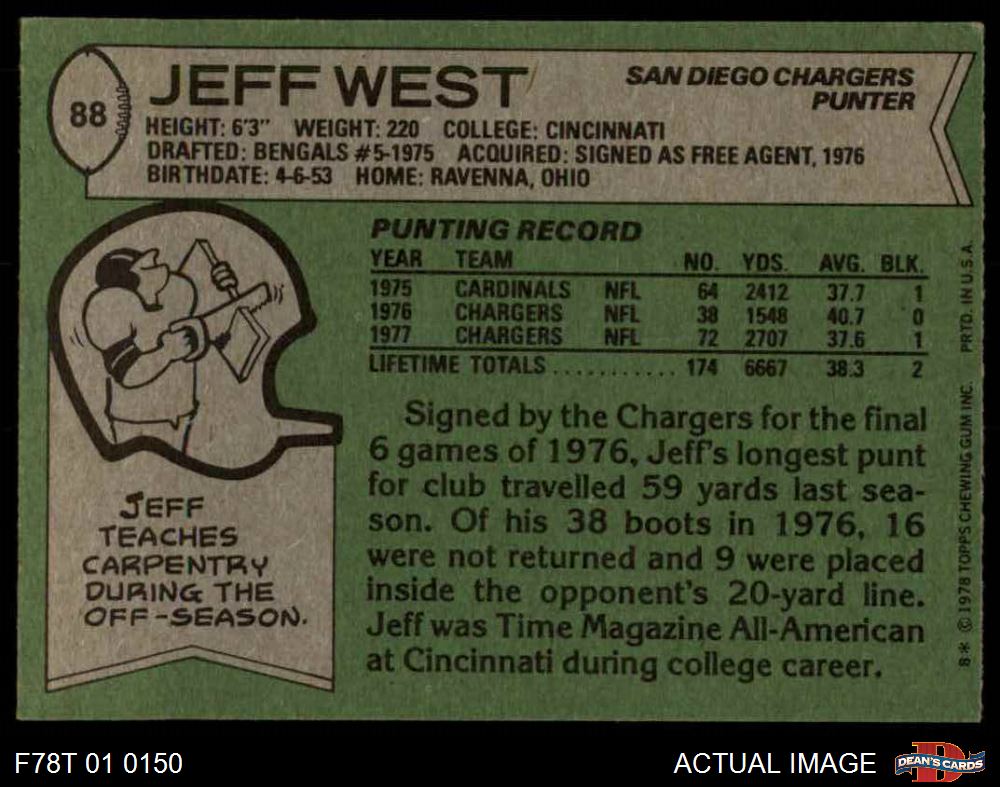 88
JEFF WEST
SAN DIEGO CHARGERS
PUNTER
HEIGHT: 6'3" WEIGHT: 220 COLLEGE: CINCINNATI
DRAFTED: BENGALS #5-1975 ACQUIRED: SIGNED AS FREE AGENT, 1976
BIRTHDATE: 4-6-53 HOME: RAVENNA, OHIO
PUNTING RECORD
YEAR TEAM NO. YDS. AVG. BLK.
1975 CARDINALS NFL 64 2412 37.7 1
1976 CHARGERS NFL 38 1548 40.7 0
1977 CHARGERS NFL 72 2707 37.6 1
LIFETIME TOTALS ........... 174 6667 38.3 2
Signed by the Chargers for the final
6 games of 1976, Jeff's longest punt
for club travelled 59 yards last sea-
son. Of his 38 boots in 1976, 16
were not returned and 9 were placed
inside the opponent's 20-yard line.
Jeff was Time Magazine All-American
at Cincinnati during college career.
JEFF
TEACHES
CARPENTRY
DURING THE
OFF-SEASON.
8* © 1978 TOPPS CHEWING GUM INC. PRTD. IN U.S.A.
F78T 01 0150
ACTUAL IMAGE
DEAN'S CARDS